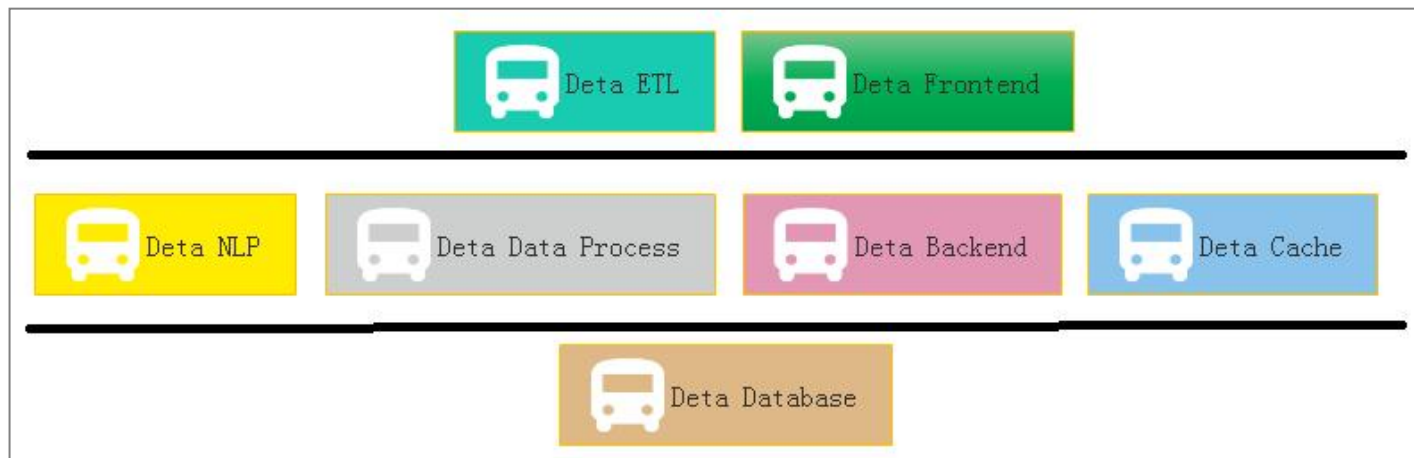 Deta ETL
Deta Frontend
Deta NLP
Deta Data Process
Deta Backend
Deta Cache
Deta Database